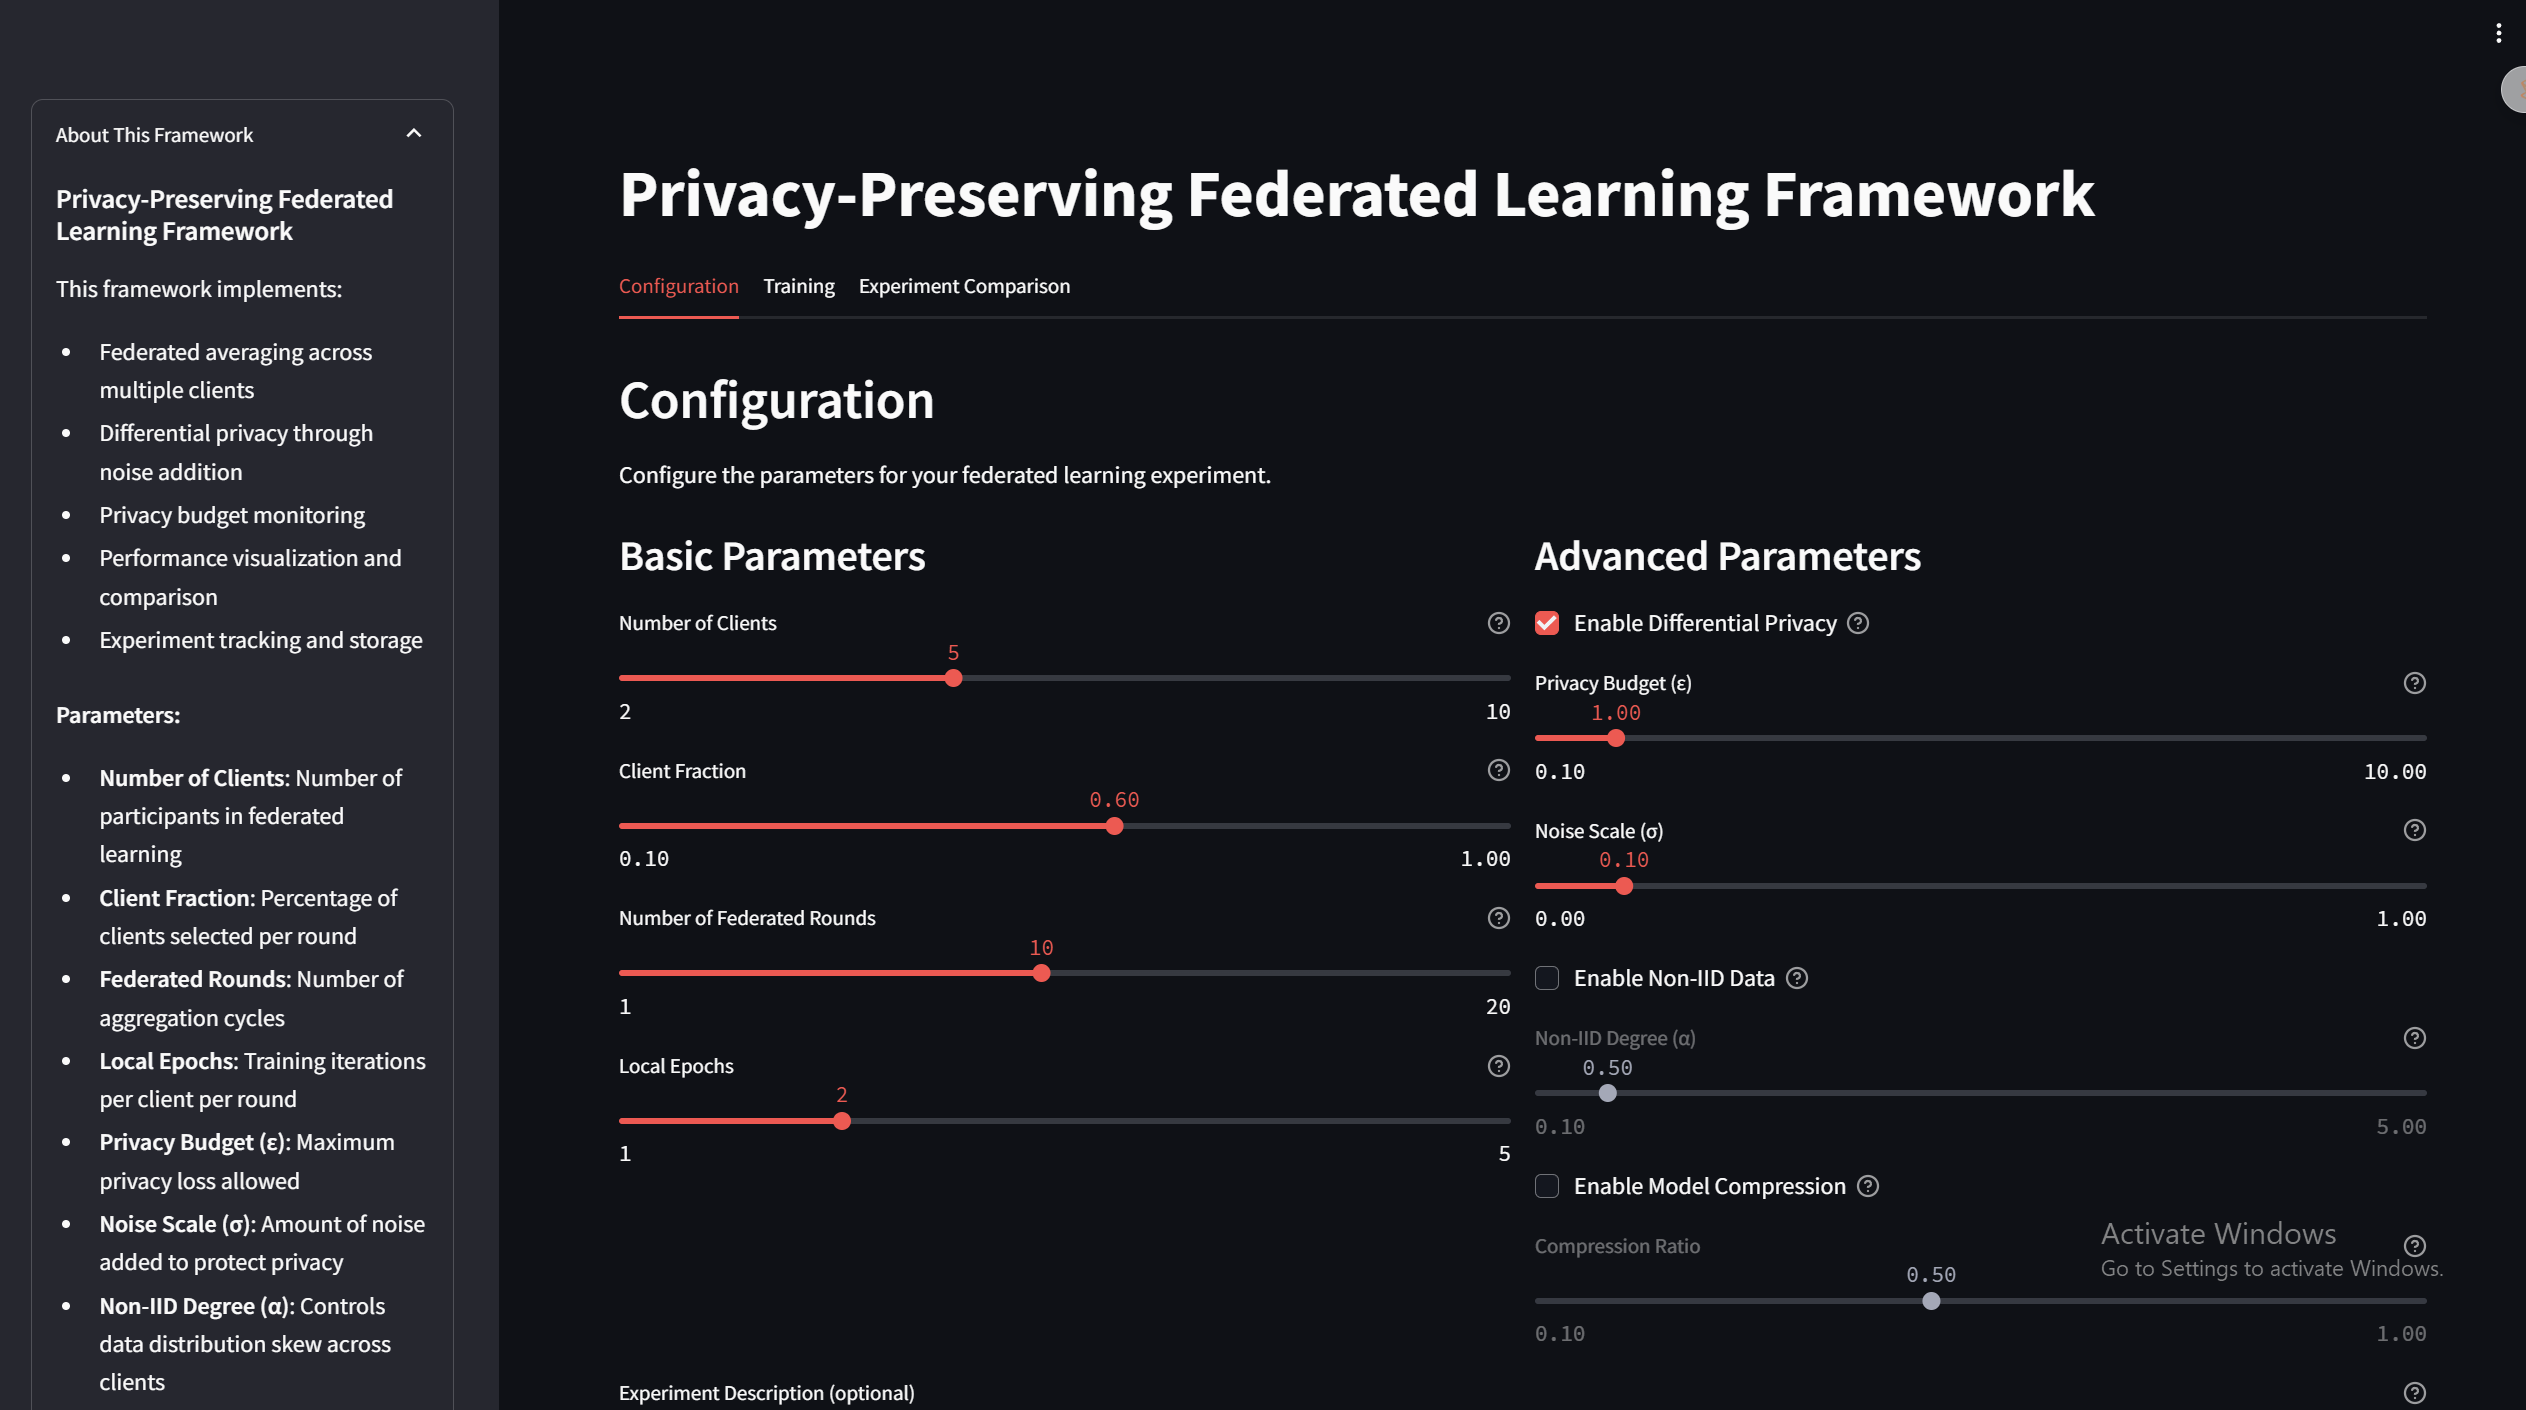 About This Framework
Privacy-Preserving Federated
Learning Framework
This framework implements:
• Federated averaging across
multiple clients
• Differential privacy through
noise addition
• Privacy budget monitoring
• Performance visualization and
comparison
• Experiment tracking and storage
Parameters:
• Number of Clients: Number of
participants in federated
learning
• Client Fraction: Percentage of
clients selected per round
• Federated Rounds: Number of
aggregation cycles
• Local Epochs: Training iterations
per client per round
• Privacy Budget (ε): Maximum
privacy loss allowed
• Noise Scale (σ): Amount of noise
added to protect privacy
• Non-IID Degree (α): Controls
data distribution skew across
clients
Privacy-Preserving Federated Learning Framework
Configuration Training Experiment Comparison
Configuration
Configure the parameters for your federated learning experiment.
Basic Parameters
Number of Clients
5
2 10
Client Fraction
0.60
0.10 1.00
Number of Federated Rounds
10
1 20
Local Epochs
2
1 5
Advanced Parameters
Enable Differential Privacy
Privacy Budget (ε)
1.00
0.10 10.00
Noise Scale (σ)
0.10
0.00 1.00
Enable Non-IID Data
Non-IID Degree (α)
0.50
0.10 5.00
Enable Model Compression
Compression Ratio
0.50
0.10 1.00
Experiment Description (optional)
Activate Windows
Go to Settings to activate Windows.